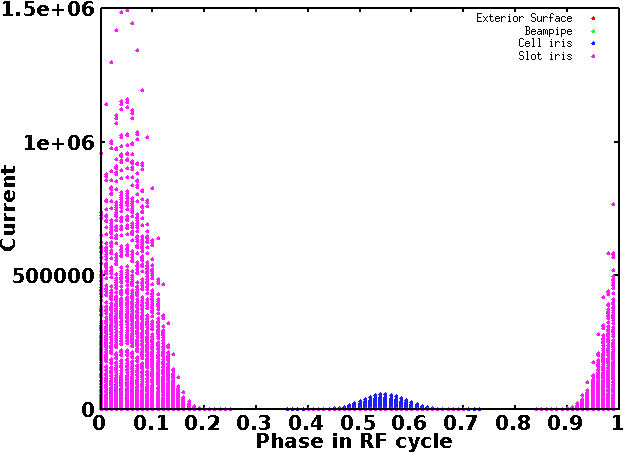 1.5e+06
Exterior Surface
Beampipe
Cell iris
Slot iris
1e+06
Current
500000
0
0 0.1 0.2 0.3 0.4 0.5 0.6 0.7 0.8 0.9 1
Phase in RF cycle